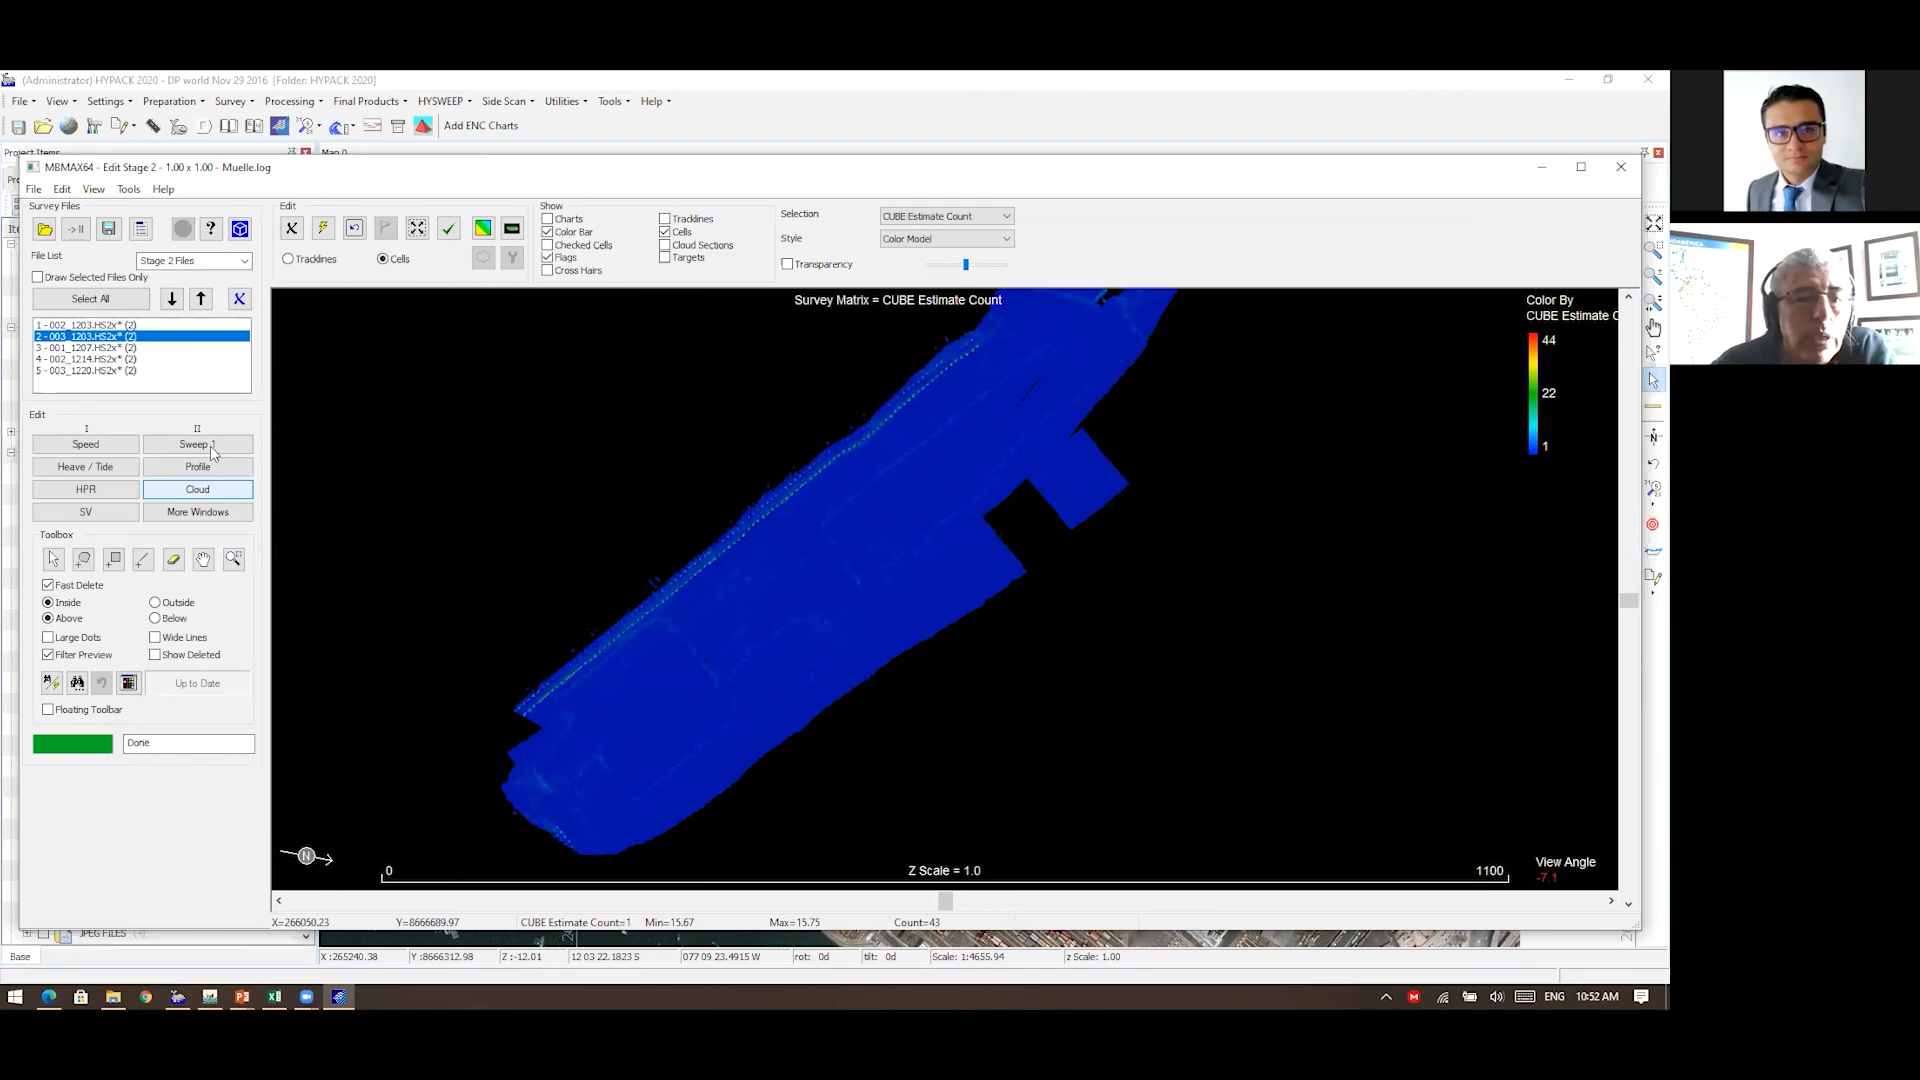 (Administrator) HYPACK 2020 - DP world Nov 29 2016 [Folder: HYPACK 2020]
File View Settings Preparation Survey Processing Final Products HYSWEEP Side Scan Utilities Tools Help
Add ENC Charts
Project Items
Map 0
MBMAX64 - Edit Stage 2 - 1.00 x 1.00 - Muelle.log
File Edit View Tools Help
Survey Files
File List
Stage 2 Files
Draw Selected Files Only
Select All
1 - 002_1203.HS2x* (2)
2 - 003_1203.HS2x* (2)
3 - 001_1207.HS2x* (2)
4 - 002_1214.HS2x* (2)
5 - 003_1220.HS2x* (2)
Edit
I
II
Speed
Sweep 1
Heave / Tide
Profile
HPR
Cloud
SV
More Windows
Toolbox
Fast Delete
Inside
Outside
Above
Below
Large Dots
Wide Lines
Filter Preview
Show Deleted
Up to Date
Floating Toolbar
Done
Edit
Tracklines
Cells
Show
Charts
Tracklines
Color Bar
Cells
Checked Cells
Cloud Sections
Flags
Targets
Cross Hairs
Selection
CUBE Estimate Count
Style
Color Model
Transparency
Survey Matrix = CUBE Estimate Count
Color By
CUBE Estimate C
44
22
1
N
0
Z Scale = 1.0
1100
View Angle
-7.1
X=266050.23
Y=8666689.97
CUBE Estimate Count=1
Min=15.67
Max=15.75
Count=43
JPEG FILES
Base
X :265240.38
Y :8666312.98
Z :-12.01
12 03 22.1823 S
077 09 23.4915 W
rot: 0d
tilt: 0d
Scale: 1:4655.94
z Scale: 1.00
ENG
10:52 AM